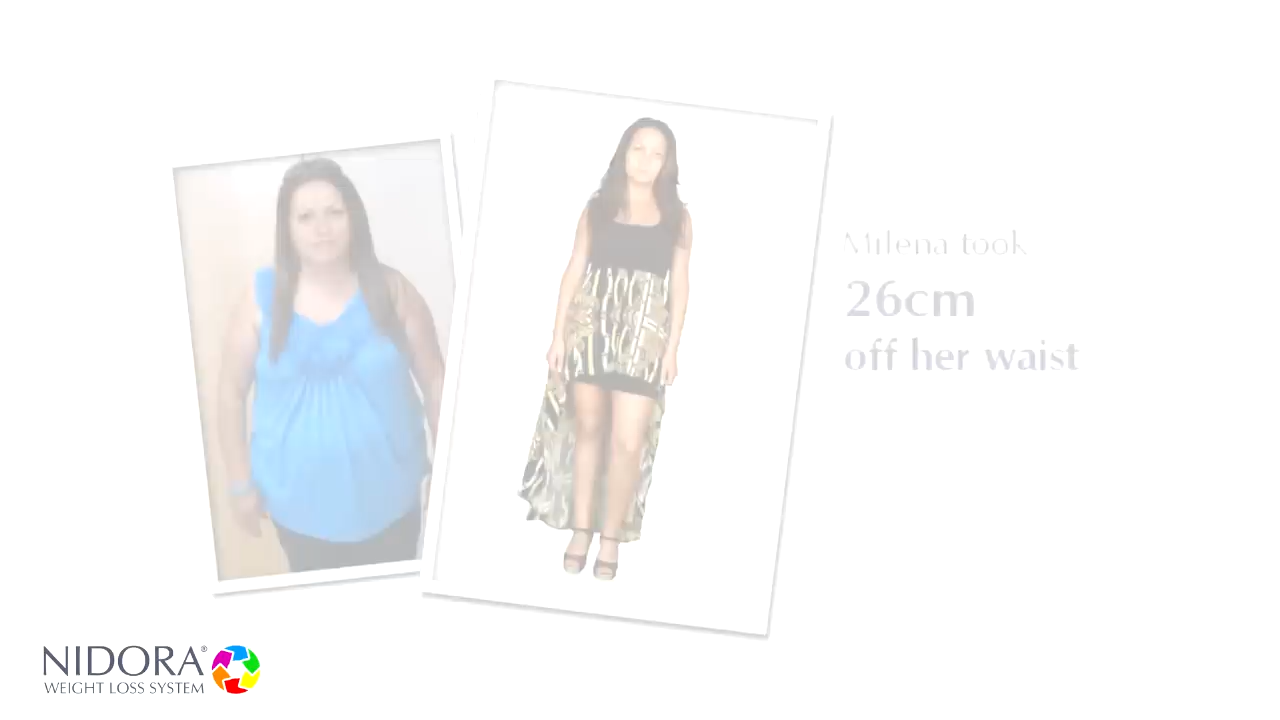 Milena took
26cm
off her waist
NIDORA®
WEIGHT LOSS SYSTEM